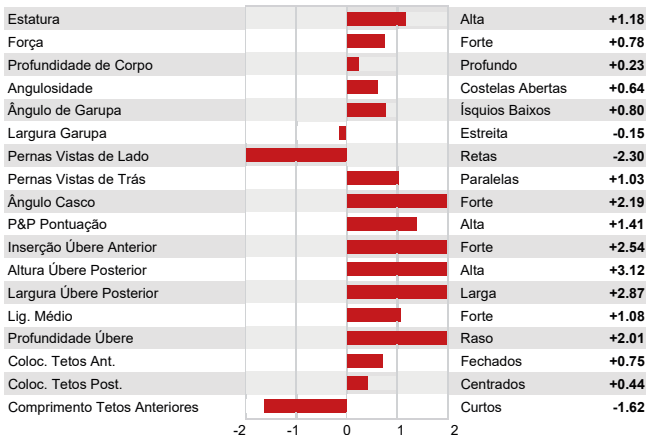 Estatura Alta +1.18
Força Forte +0.78
Profundidade de Corpo Profundo +0.23
Angulosidade Costelas Abertas +0.64
Ângulo de Garupa Ísquios Baixos +0.80
Largura Garupa Estreita -0.15
Pernas Vistas de Lado Retas -2.30
Pernas Vistas de Trás Paralelas +1.03
Ângulo Casco Forte +2.19
P&P Pontuação Alta +1.41
Inserção Úbere Anterior Forte +2.54
Altura Úbere Posterior Alta +3.12
Largura Úbere Posterior Larga +2.87
Lig. Médio Forte +1.08
Profundidade Úbere Raso +2.01
Coloc. Tetos Ant. Fechados +0.75
Coloc. Tetos Post. Centrados +0.44
Comprimento Tetos Anteriores Curtos -1.62
-2 -1 0 1 2